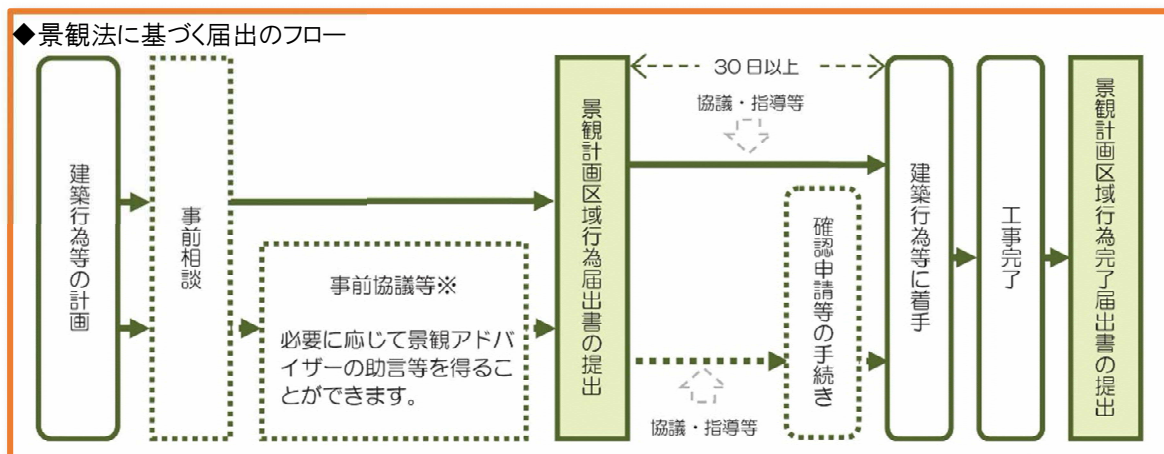 ◆景観法に基づく届出のフロー
建築行為等の計画
事前相談
事前協議等※
必要に応じて景観アドバ
イザーの助言等を得るこ
とができます。
景観計画区域行為届出書の提出
30日以上
協議・指導等
協議・指導等
確認申請等の手続き
建築行為等に着手
工事完了
景観計画区域行為完了届出書の提出